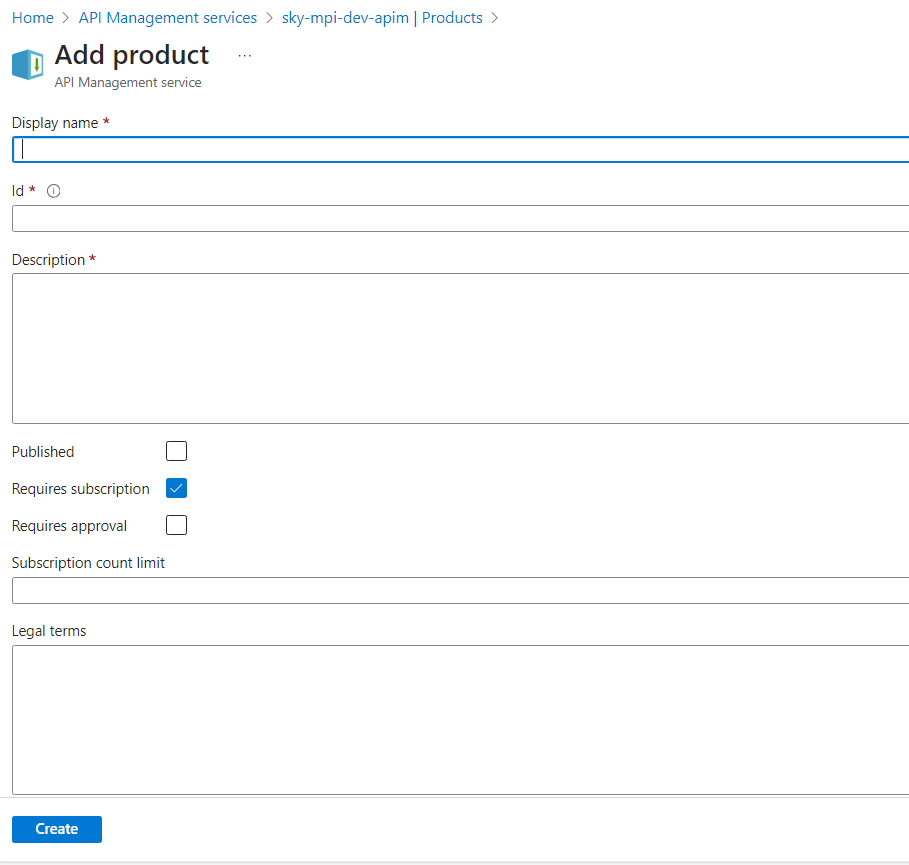 Home > API Management services > sky-mpi-dev-apim | Products >
Add product ...
API Management service
Display name *
Id *
Description *
Published
Requires subscription
Requires approval
Subscription count limit
Legal terms
Create